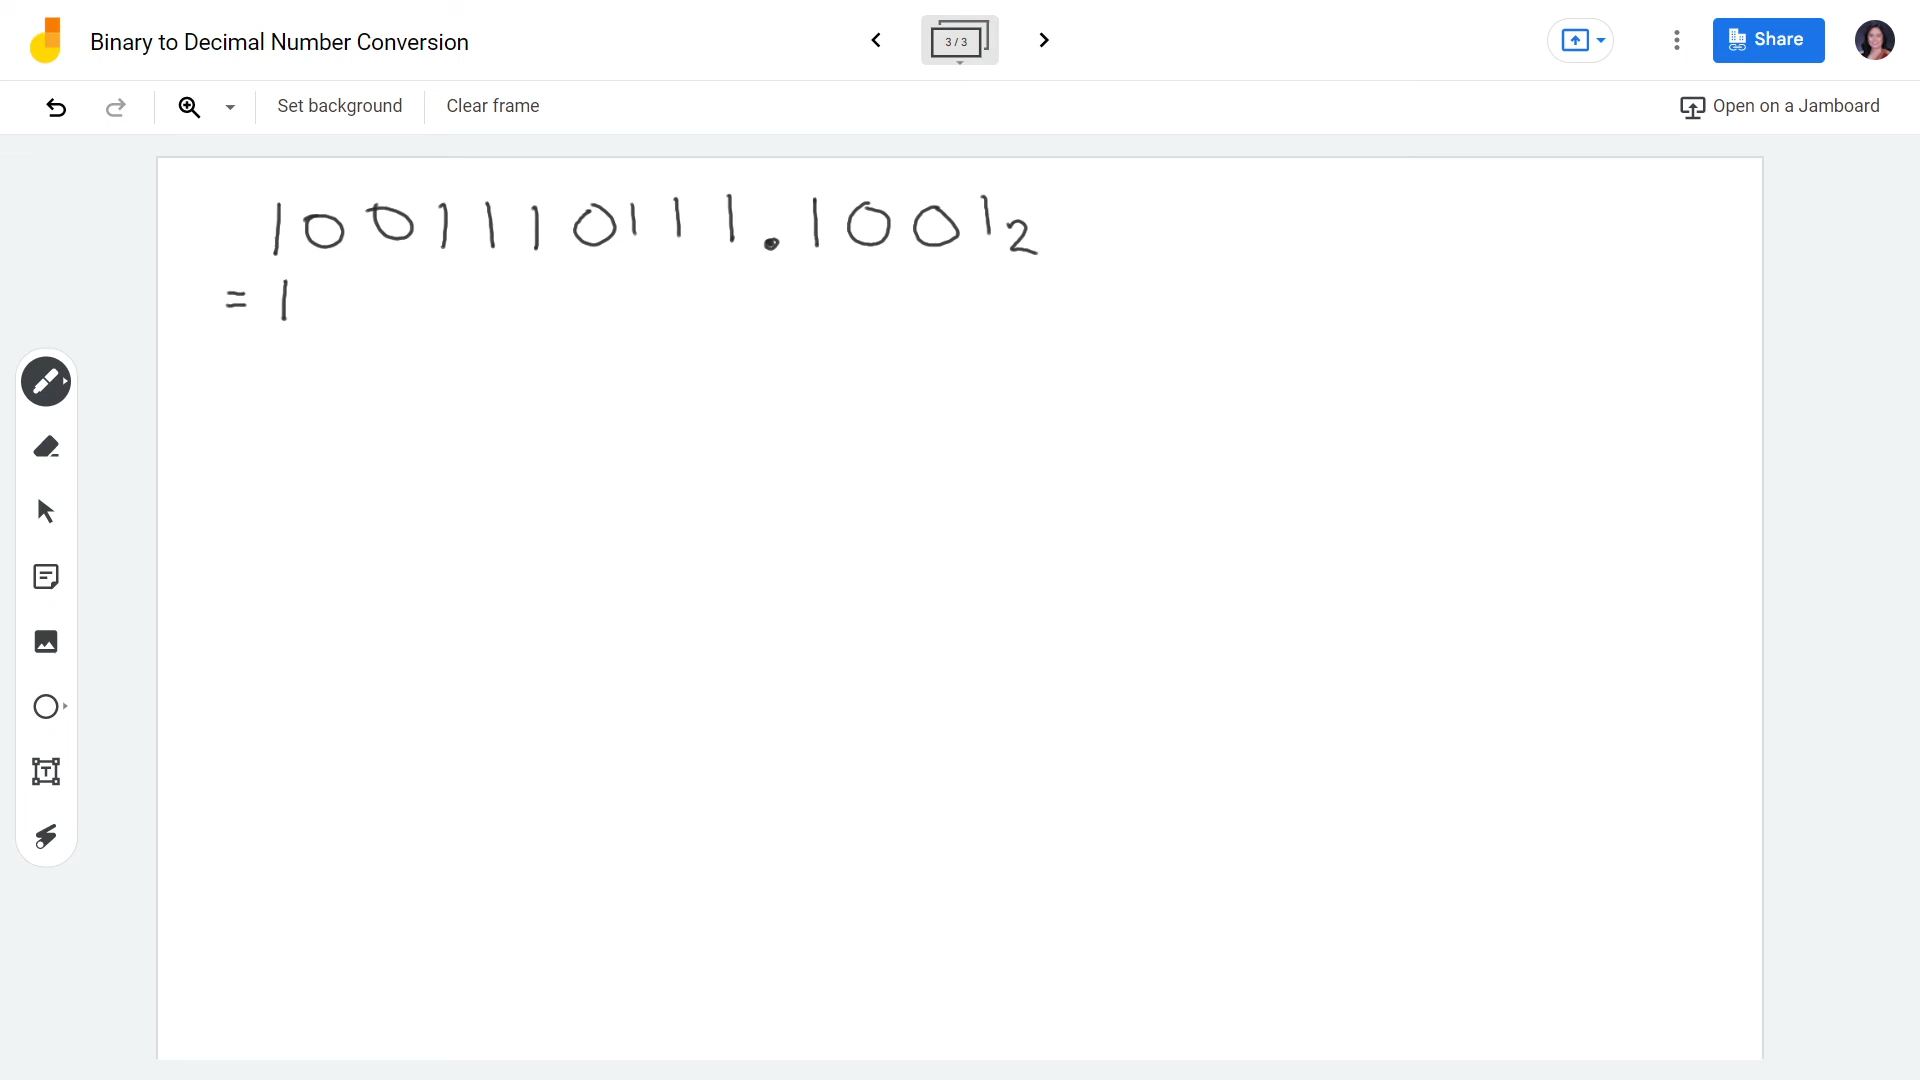 Binary to Decimal Number Conversion
3 / 3
Share
Set background
Clear frame
Open on a Jamboard
1001110111.1001₂
= 1
T